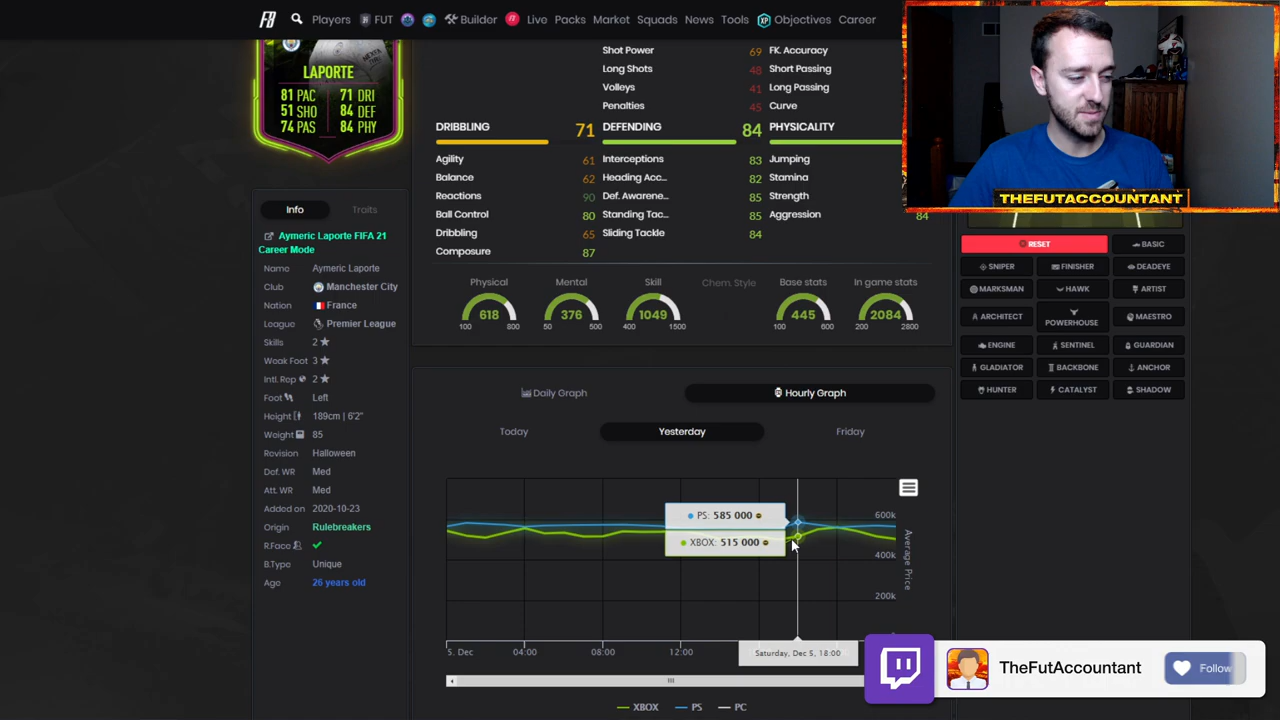 F8 Players FUT Builder Live Packs Market Squads News Tools XP Objectives Career
LAPORTE
81 PAC 71 DRI
51 SHO 84 DEF
74 PAS 84 PHY
Shot Power 69 FK. Accuracy
Long Shots 48 Short Passing
Volleys 41 Long Passing
Penalties 45 Curve
DRIBBLING 71 DEFENDING 84 PHYSICALITY
Agility 61 Interceptions 83 Jumping
Balance 62 Heading Acc... 82 Stamina
Reactions 90 Def. Awarene... 85 Strength
Ball Control 80 Standing Tac... 85 Aggression 84
Dribbling 65 Sliding Tackle 84
Composure 87
THEFUTACCOUNTANT
Info Traits
Aymeric Laporte FIFA 21
Career Mode
Name Aymeric Laporte
Club Manchester City
Nation France
League Premier League
Skills 2
Weak Foot 3
Intl. Rep 2
Foot Left
Height 189cm | 6'2"
Weight 85
Revision Halloween
Def. WR Med
Att. WR Med
Added on 2020-10-23
Origin Rulebreakers
R.Face
B.Type Unique
Age 26 years old
Physical Mental Skill Chem. Style Base stats In game stats
618 376 1049 445 2084
100 800 50 500 400 1500 100 600 200 2800
RESET BASIC
SNIPER FINISHER DEADEYE
MARKSMAN HAWK ARTIST
ARCHITECT POWERHOUSE MAESTRO
ENGINE SENTINEL GUARDIAN
GLADIATOR BACKBONE ANCHOR
HUNTER CATALYST SHADOW
Daily Graph Hourly Graph
Today Yesterday Friday
PS: 585 000
XBOX: 515 000
600k
400k
200k
Average Price
5. Dec 04:00 08:00 12:00
Saturday, Dec 5, 18:00
XBOX PS PC
TheFutAccountant Follow